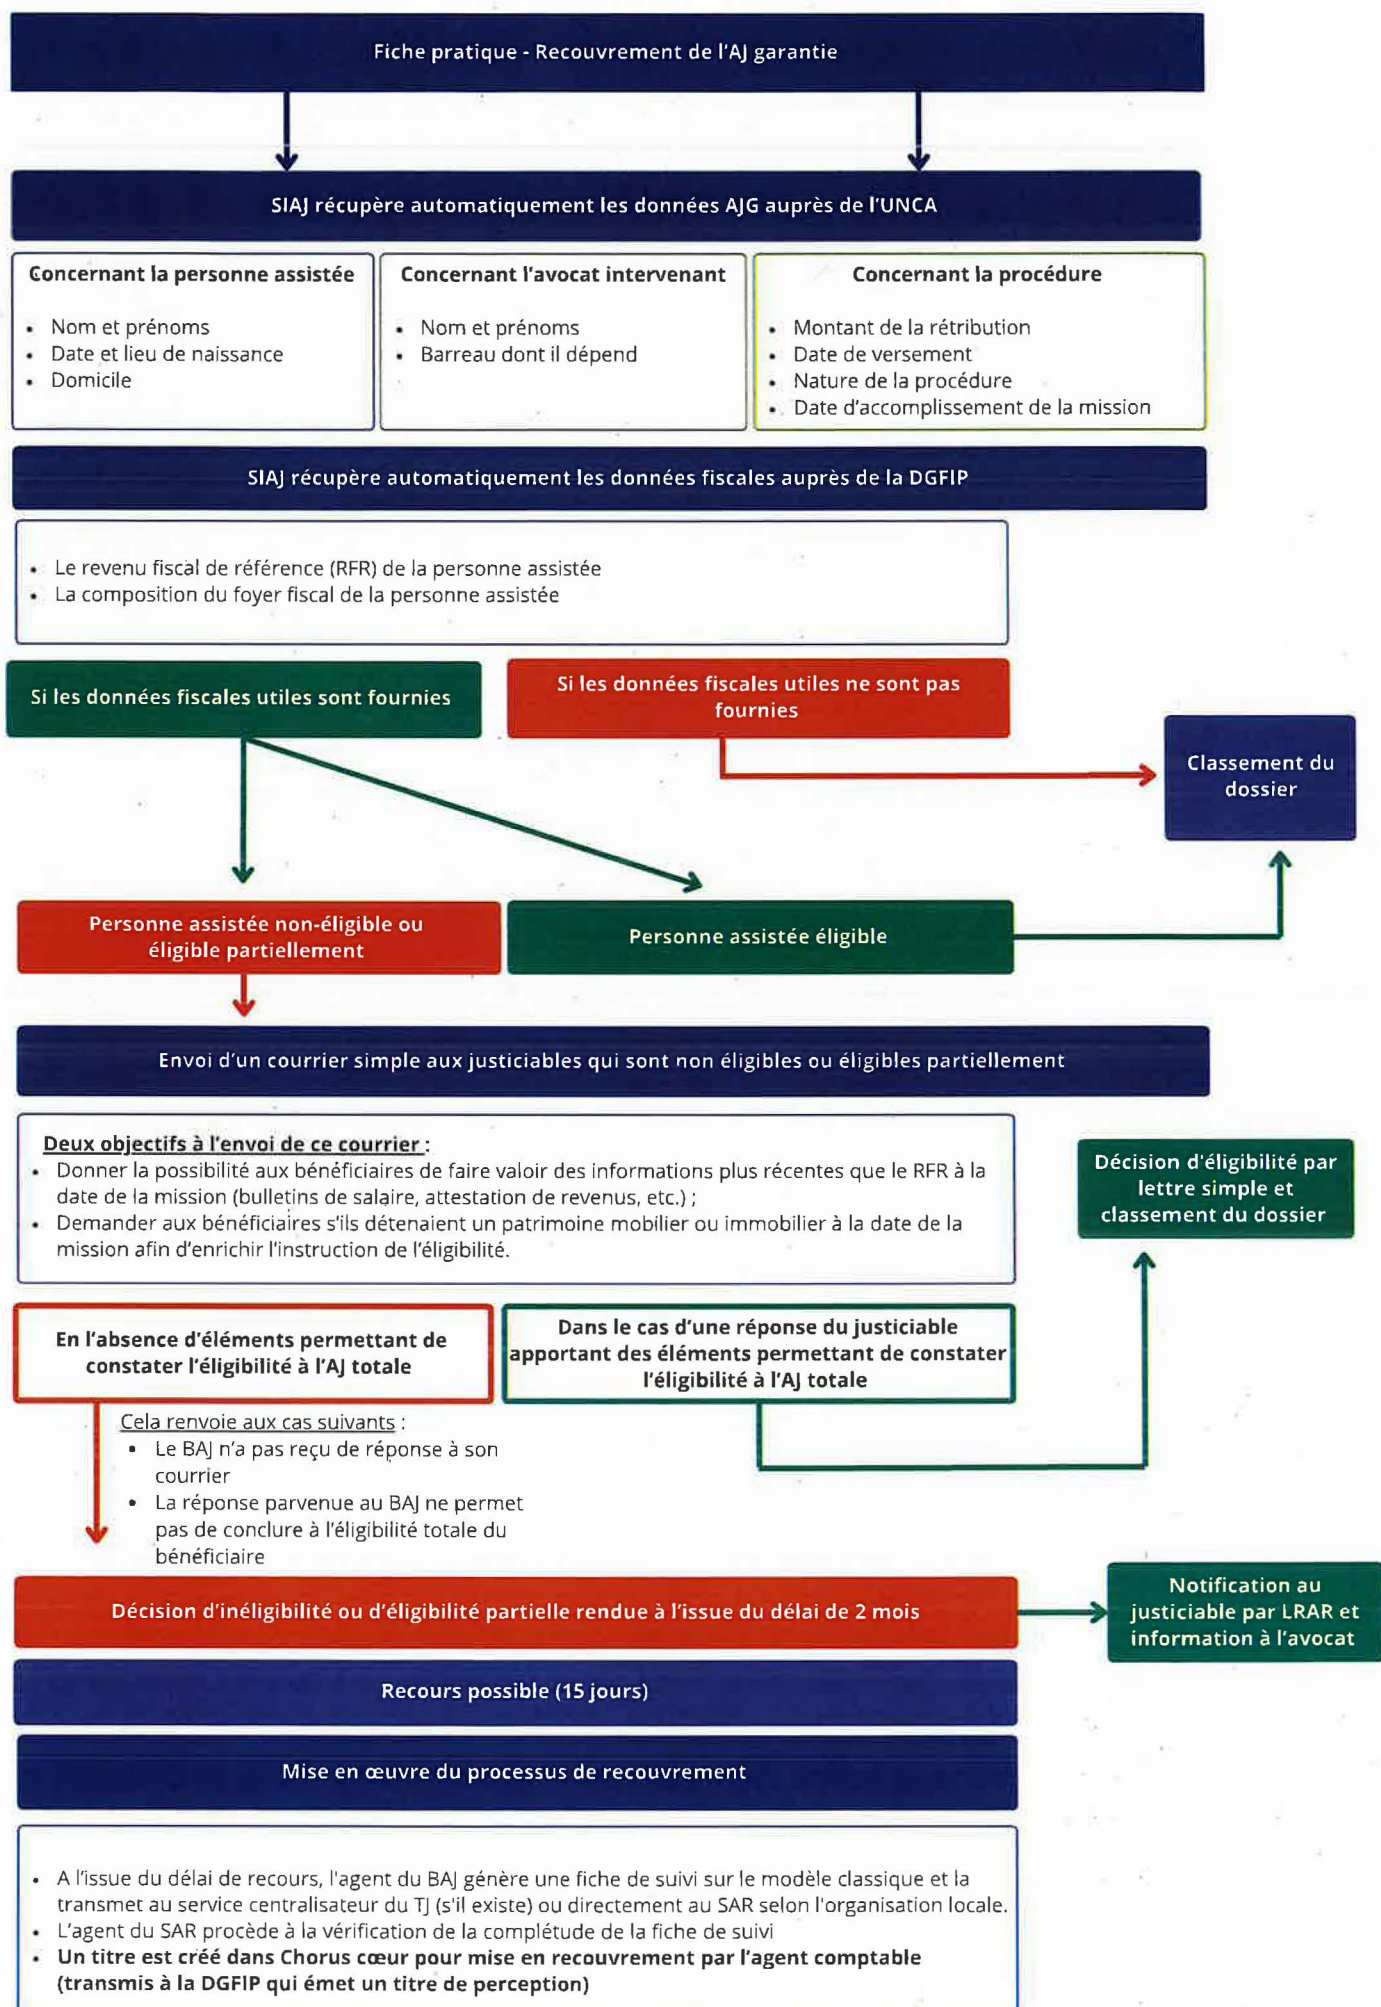 Fiche pratique - Recouvrement de l'AJ garantie
SIAJ récupère automatiquement les données AJG auprès de l'UNCA
Concernant la personne assistée
• Nom et prénoms
• Date et lieu de naissance
• Domicile
Concernant l'avocat intervenant
• Nom et prénoms
• Barreau dont il dépend
Concernant la procédure
• Montant de la rétribution
• Date de versement
• Nature de la procédure
• Date d'accomplissement de la mission
SIAJ récupère automatiquement les données fiscales auprès de la DGFIP
• Le revenu fiscal de référence (RFR) de la personne assistée
• La composition du foyer fiscal de la personne assistée
Si les données fiscales utiles sont fournies
Si les données fiscales utiles ne sont pas
fournies
Classement du
dossier
Personne assistée non-éligible ou
éligible partiellement
Personne assistée éligible
Envoi d'un courrier simple aux justiciables qui sont non éligibles ou éligibles partiellement
Deux objectifs à l'envoi de ce courrier :
• Donner la possibilité aux bénéficiaires de faire valoir des informations plus récentes que le RFR à la
date de la mission (bulletins de salaire, attestation de revenus, etc.) ;
• Demander aux bénéficiaires s'ils détenaient un patrimoine mobilier ou immobilier à la date de la
mission afin d'enrichir l'instruction de l'éligibilité.
Décision d'éligibilité par
lettre simple et
classement du dossier
En l'absence d'éléments permettant de
constater l'éligibilité à l'AJ totale
Dans le cas d'une réponse du justiciable
apportant des éléments permettant de constater
l'éligibilité à l'AJ totale
Cela renvoie aux cas suivants :
• Le BAJ n'a pas reçu de réponse à son
courrier
• La réponse parvenue au BAJ ne permet
pas de conclure à l'éligibilité totale du
bénéficiaire
Décision d'inéligibilité ou d'éligibilité partielle rendue à l'issue du délai de 2 mois
Notification au
justiciable par LRAR et
information à l'avocat
Recours possible (15 jours)
Mise en œuvre du processus de recouvrement
• A l'issue du délai de recours, l'agent du BAJ génère une fiche de suivi sur le modèle classique et la
transmet au service centralisateur du TJ (s'il existe) ou directement au SAR selon l'organisation locale.
• L'agent du SAR procède à la vérification de la complétude de la fiche de suivi
• Un titre est créé dans Chorus cœur pour mise en recouvrement par l'agent comptable
(transmis à la DGFIP qui émet un titre de perception)